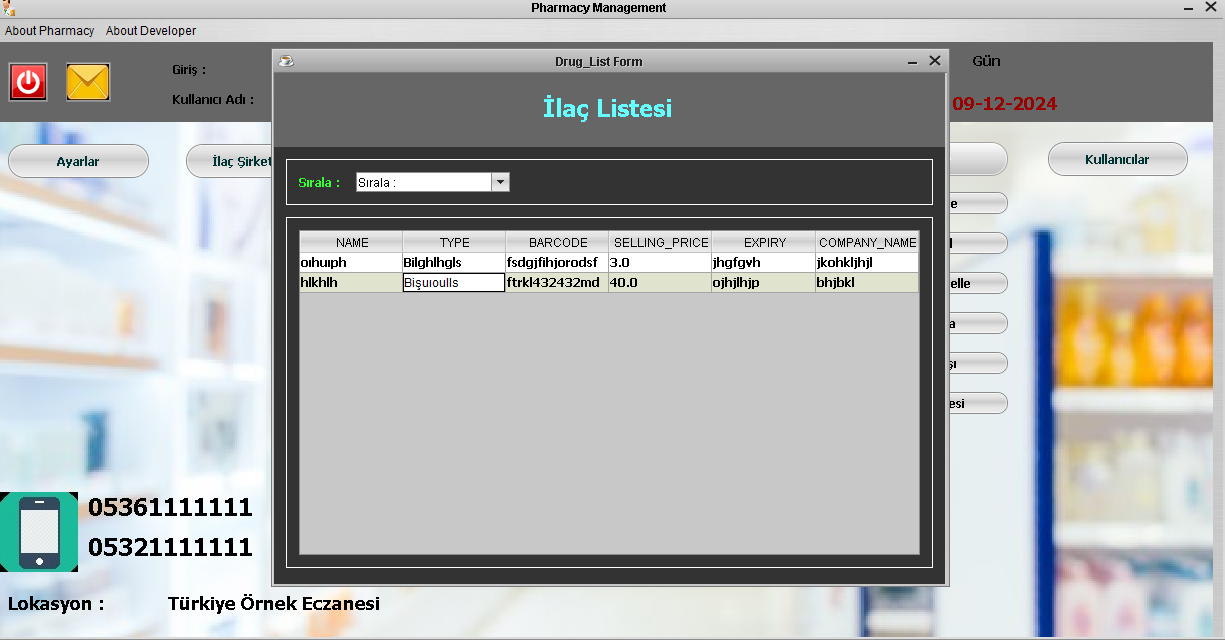 Pharmacy Management
About Pharmacy About Developer
Giriş :
Kullanıcı Adı :
Gün
09-12-2024
Ayarlar
İlaç Şirket
Kullanıcılar
e
l
elle
a
şı
esi
Drug_List Form
İlaç Listesi
Sırala : Sırala :
NAME TYPE BARCODE SELLING_PRICE EXPIRY COMPANY_NAME
oıhuıph Bilghlhgls fsdgjfihjorodsf 3.0 jhgfgvh jkohkljhjl
hlkhlh Bişuıoulls ftrkl432432md 40.0 ojhjlhjp bhjbkl
05361111111
05321111111
Lokasyon : Türkiye Örnek Eczanesi